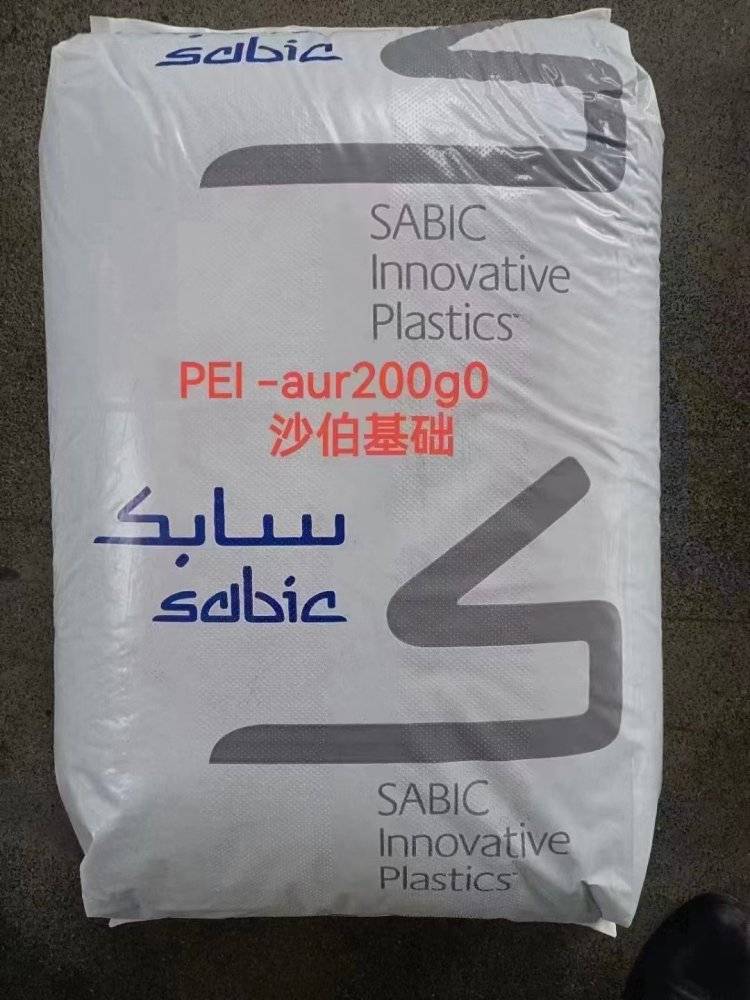 sabic
SABIC
Innovative
Plastics™
PEI -aur200g0
沙伯基础
سابك
sabic
SABIC
Innovative
Plastics™